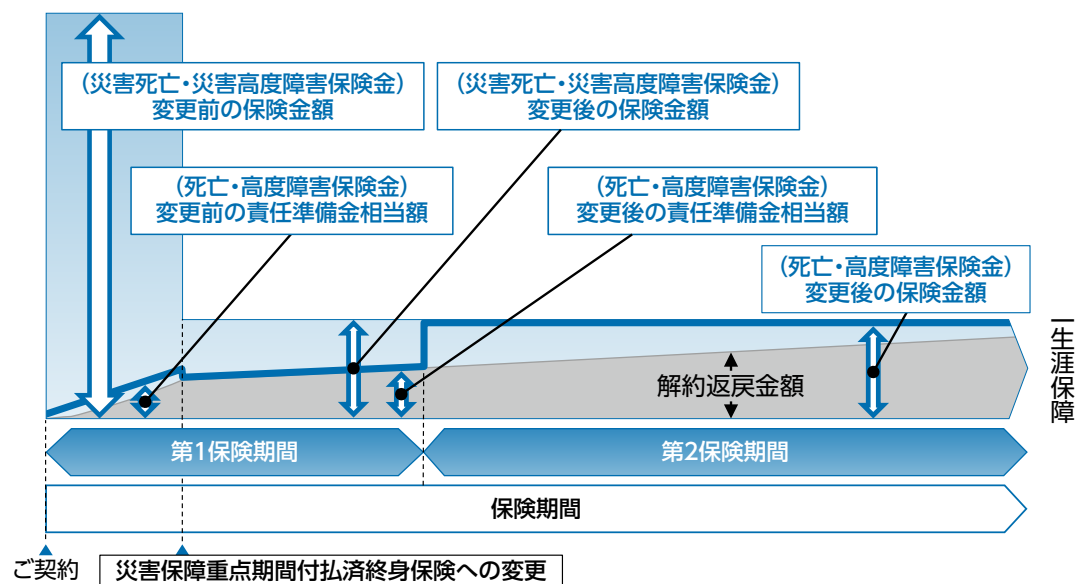 (災害死亡・災害高度障害保険金)
変更前の保険金額
(災害死亡・災害高度障害保険金)
変更後の保険金額
(死亡・高度障害保険金)
変更前の責任準備金相当額
(死亡・高度障害保険金)
変更後の責任準備金相当額
(死亡・高度障害保険金)
変更後の保険金額
一生涯保障
解約返戻金額
第1保険期間
第2保険期間
保険期間
ご契約
災害保障重点期間付払済終身保険への変更